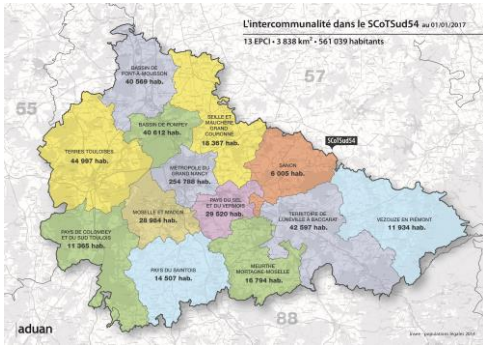 L'intercommunalité dans le SCoTSud54 au 01/01/2017
13 EPCI • 3 838 km² • 561 039 habitants
BASSIN DE
PONT-À-MOUSSON
40 569 hab.
57
55
SEILLE ET
MAUCHÈRE
GRAND
COURONNÉ
18 367 hab.
BASSIN DE POMPEY
40 612 hab.
SCoTSud54
TERRES TOULOISES
44 997 hab.
MÉTROPOLE DU
GRAND NANCY
254 788 hab.
SÂNON
6 005 hab.
PAYS DU SEL
ET DU VERMOIS
29 520 hab.
MOSELLE ET MADON
28 984 hab.
TERRITOIRE DE
LUNÉVILLE À BACCARAT
42 597 hab.
VEZOUZE EN PIÉMONT
11 934 hab.
PAYS DE COLOMBEY
ET DU SUD TOULOIS
11 365 hab.
PAYS DU SAINTOIS
14 507 hab.
MEURTHE
MORTAGNE-MOSELLE
16 794 hab.
88
aduan